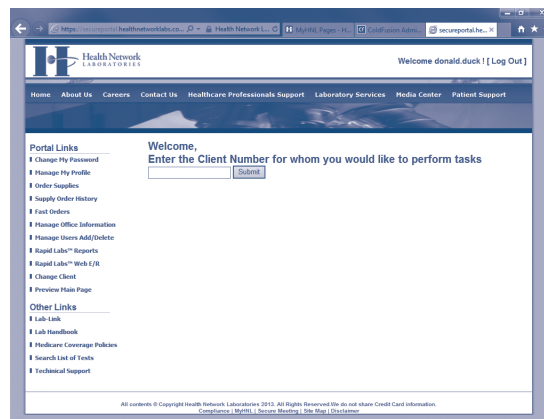 https://secureportal.healthnetworklabs.co...
Health Network L...
MyHNL Pages - H...
ColdFusion Admi...
secureportal.he...
Health Network
LABORATORIES
Welcome donald.duck ! [ Log Out ]
Home About Us Careers Contact Us Healthcare Professionals Support Laboratory Services Media Center Patient Support
Portal Links
Change My Password
Manage My Profile
Order Supplies
Supply Order History
Fast Orders
Manage Office Information
Manage Users Add/Delete
Rapid Labs™ Reports
Rapid Labs™ Web E/R
Change Client
Preview Main Page
Other Links
Lab-Link
Lab Handbook
Medicare Coverage Policies
Search List of Tests
Techinical Support
Welcome,
Enter the Client Number for whom you would like to perform tasks
Submit
All contents ® Copyright Health Network Laboratories 2013. All Rights Reserved.We do not share Credit Card information.
Compliance | MyHNL | Secure Meeting | Site Map | Disclaimer